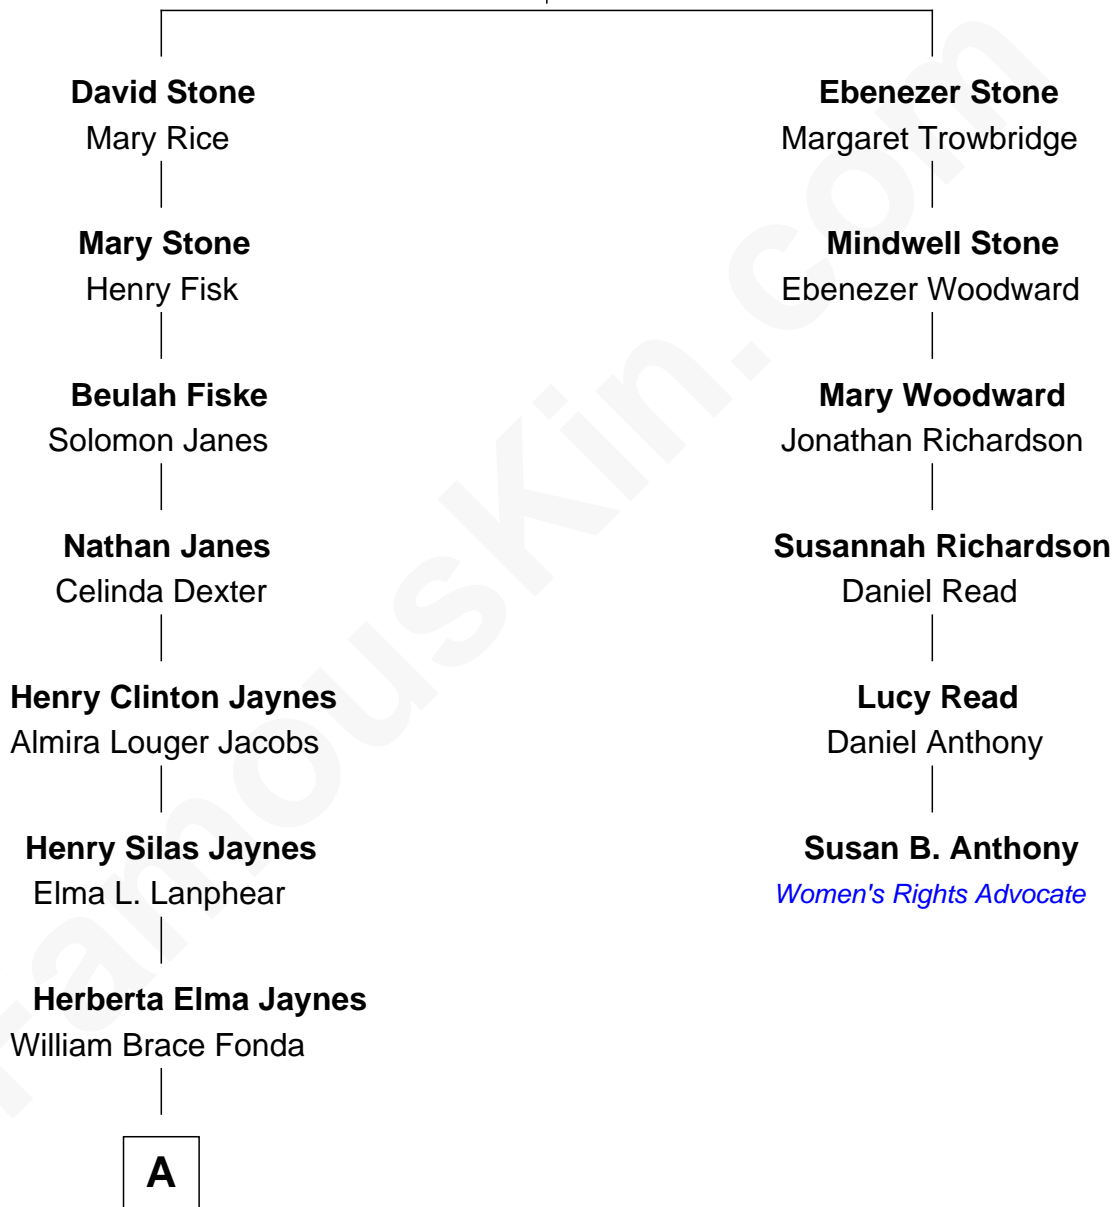 David Stone
Mary Rice
Mary Stone
Henry Fisk
Beulah Fiske
Solomon Janes
Nathan Janes
Celinda Dexter
Henry Clinton Jaynes
Almira Louger Jacobs
Henry Silas Jaynes
Elma L. Lanphear
Herberta Elma Jaynes
William Brace Fonda
A
Ebenezer Stone
Margaret Trowbridge
Mindwell Stone
Ebenezer Woodward
Mary Woodward
Jonathan Richardson
Susannah Richardson
Daniel Read
Lucy Read
Daniel Anthony
Susan B. Anthony
Women's Rights Advocate
FamousKin.com